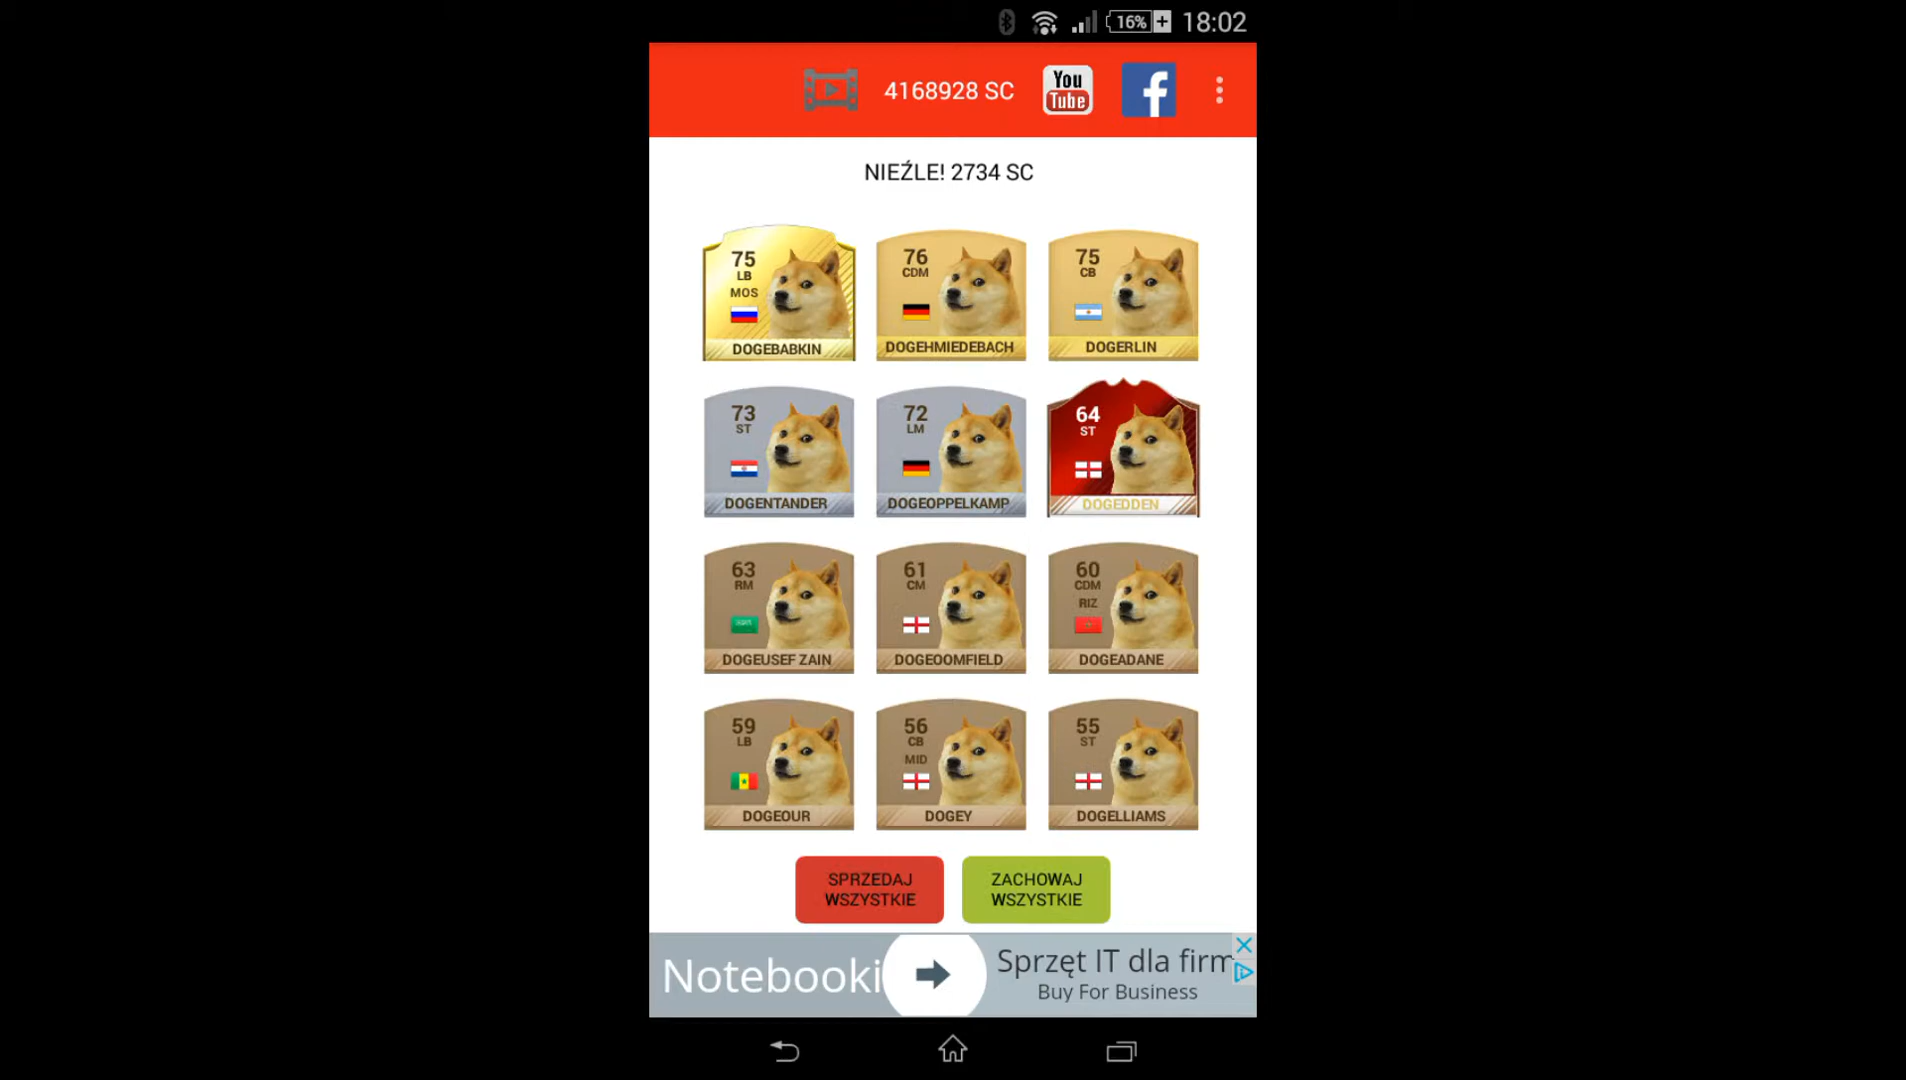 16% 18:02
4168928 SC You Tube f
NIEŹLE! 2734 SC
75 76 75
LB CDM CB
MOS
DOGEBABKIN DOGEHMIEDEBACH DOGERLIN
73 72 64
ST LM ST
DOGENTANDER DOGEOPPELKAMP DOGEDDEN
63 61 60
RM CM CDM
RIZ
DOGEUSEF ZAIN DOGEOOMFIELD DOGEADANE
59 56 55
LB CB ST
MID
DOGEOUR DOGEY DOGELLIAMS
SPRZEDAJ
WSZYSTKIE
ZACHOWAJ
WSZYSTKIE
Notebooki
Sprzęt IT dla firm
Buy For Business